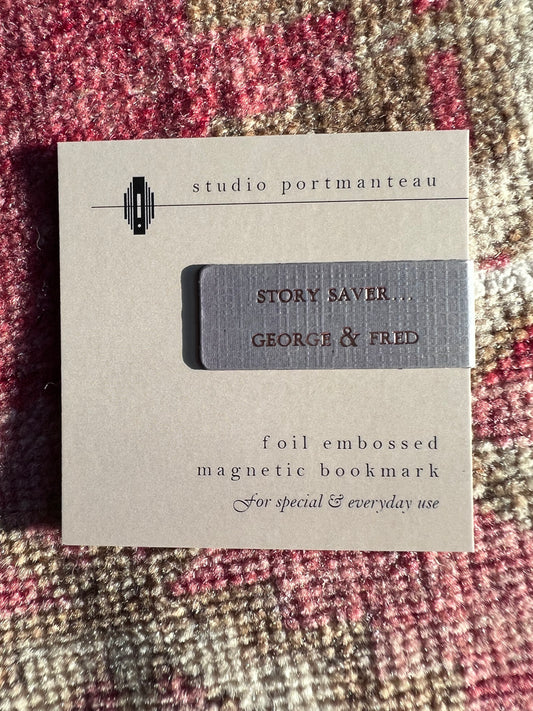 studio portmanteau
STORY SAVER...
GEORGE & FRED
foil embossed
magnetic bookmark
For special & everyday use